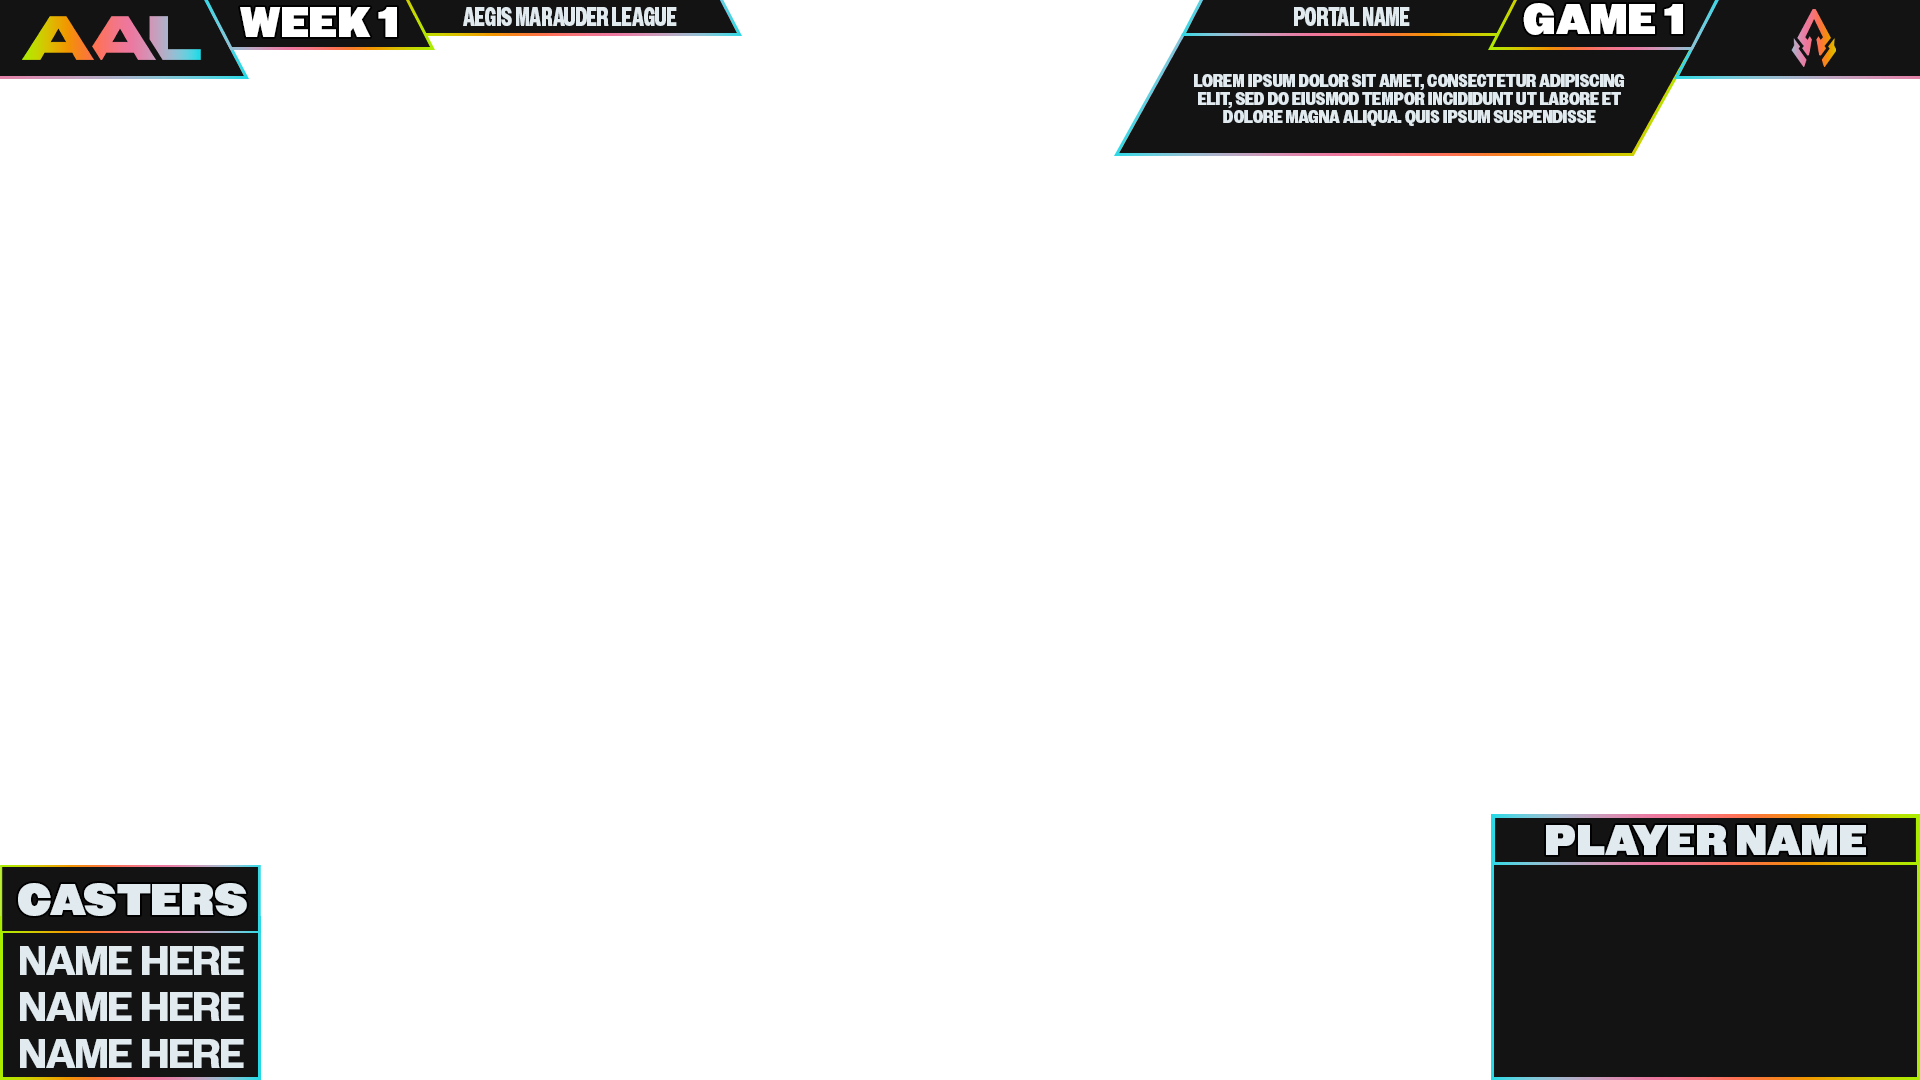 AAL
WEEK 1
AEGIS MARAUDER LEAGUE
PORTAL NAME
GAME 1
LOREM IPSUM DOLOR SIT AMET, CONSECTETUR ADIPISCING
ELIT, SED DO EIUSMOD TEMPOR INCIDIDUNT UT LABORE ET
DOLORE MAGNA ALIQUA. QUIS IPSUM SUSPENDISSE
PLAYER NAME
CASTERS
NAME HERE
NAME HERE
NAME HERE